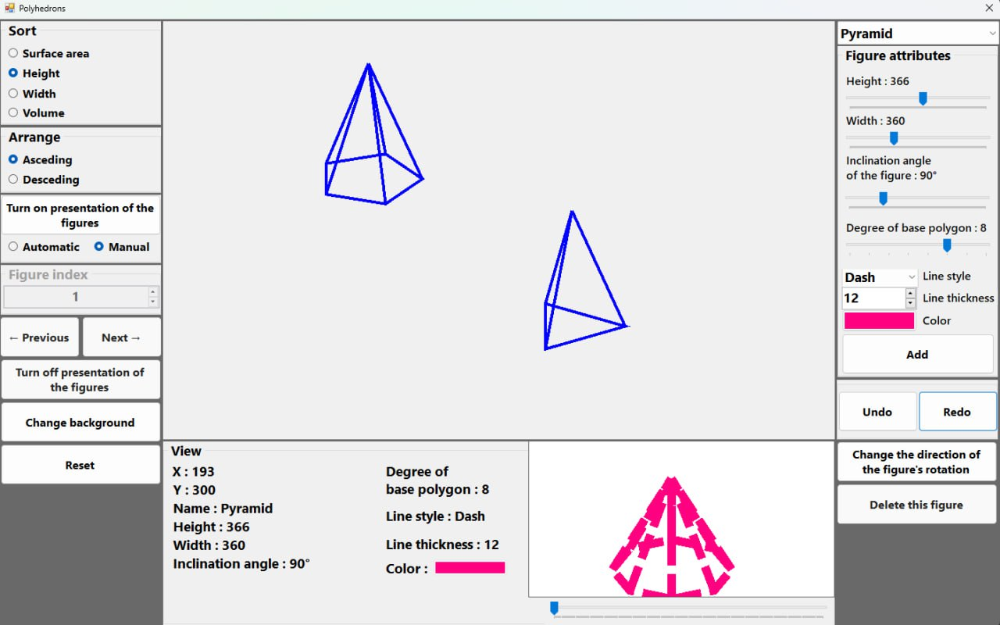 Polyhedrons
Sort
Surface area
Height
Width
Volume
Arrange
Asceding
Desceding
Turn on presentation of the
figures
Automatic
Manual
Figure index
1
← Previous
Next →
Turn off presentation of
the figures
Change background
Reset
View
X : 193
Y : 300
Name : Pyramid
Height : 366
Width : 360
Inclination angle : 90°
Degree of
base polygon : 8
Line style : Dash
Line thickness : 12
Color :
Pyramid
Figure attributes
Height : 366
Width : 360
Inclination angle
of the figure : 90°
Degree of base polygon : 8
Dash
Line style
12
Line thickness
Color
Add
Undo
Redo
Change the direction of
the figure's rotation
Delete this figure